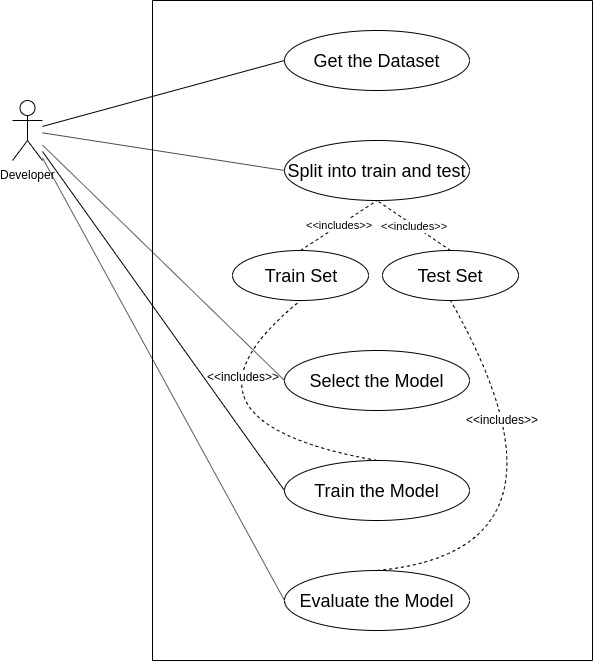 Get the Dataset
Developer
Split into train and test
<<includes>>
<<includes>>
Train Set
Test Set
<<includes>>
Select the Model
<<includes>>
Train the Model
Evaluate the Model